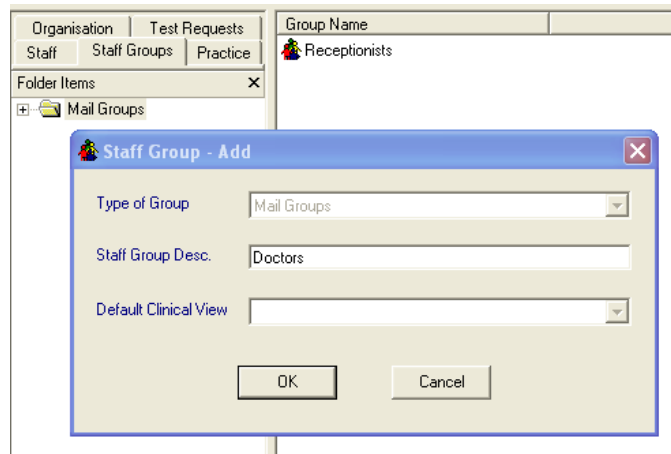 Organisation Test Requests
Staff Staff Groups Practice
Folder Items
Mail Groups
Group Name
Receptionists
Staff Group - Add
Type of Group Mail Groups
Staff Group Desc. Doctors
Default Clinical View
OK Cancel